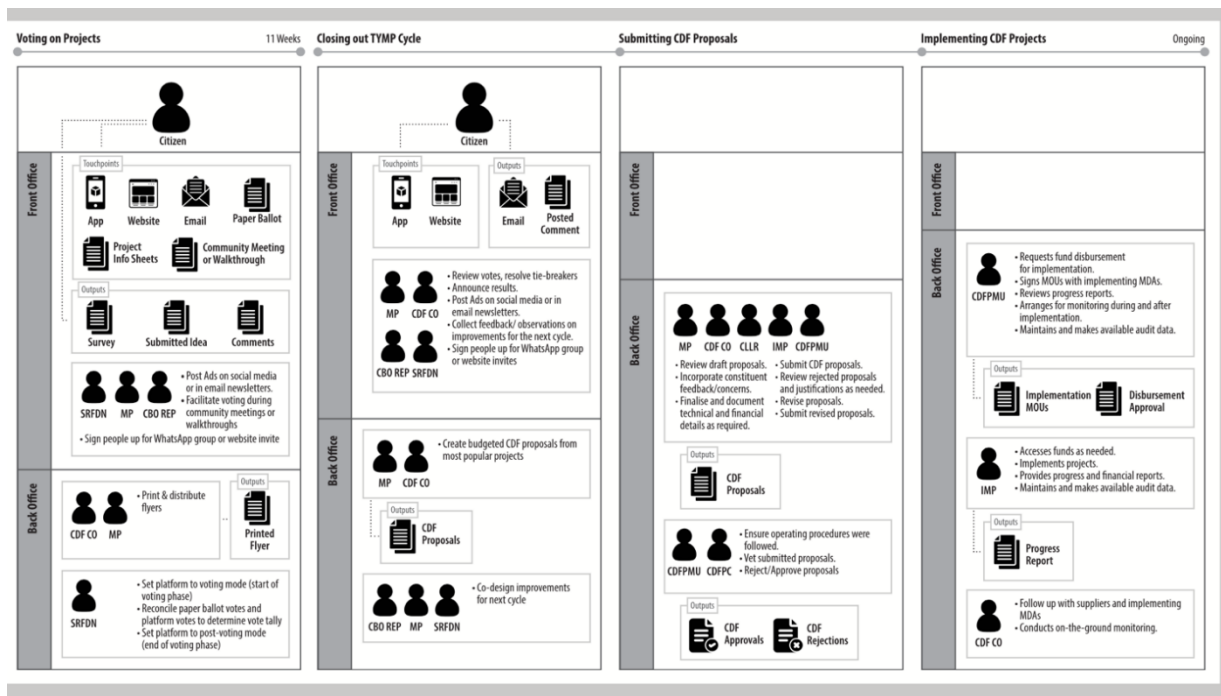 Voting on Projects
11 Weeks
Closing out TYMP Cycle
Submitting CDF Proposals
Implementing CDF Projects
Ongoing
Citizen
Front Office
Touchpoints
App
Website
Email
Paper Ballot
Project
Info Sheets
Community Meeting
or Walkthrough
Outputs
Survey
Submitted Idea
Comments
SRFDN
MP
CBO REP
• Post Ads on social media
or in email newsletters.
• Facilitate voting during
community meetings or
walkthroughs
• Sign people up for WhatsApp group or website invite
Back Office
CDF CO
MP
• Print & distribute
flyers
Outputs
Printed
Flyer
SRFDN
• Set platform to voting mode (start of
voting phase)
• Reconcile paper ballot votes and
platform votes to determine vote tally
• Set platform to post-voting mode
(end of voting phase)
Citizen
Front Office
Touchpoints
App
Website
Outputs
Email
Posted
Comment
MP
CDF CO
CBO REP
SRFDN
• Review votes, resolve tie-breakers
• Announce results.
• Post Ads on social media or in
email newsletters.
• Collect feedback/ observations on
improvements for the next cycle.
• Sign people up for WhatsApp group
or website invites
Back Office
MP
CDF CO
• Create budgeted CDF proposals from
most popular projects
Outputs
CDF
Proposals
CBO REP
MP
SRFDN
• Co-design improvements
for next cycle
Front Office
Back Office
MP
CDF CO
CLLR
IMP
CDFPMU
• Review draft proposals.
• Incorporate constituent
feedback/concerns.
• Finalise and document
technical and financial
details as required.
• Submit CDF proposals.
• Review rejected proposals
and justifications as needed.
• Revise proposals.
• Submit revised proposals.
Outputs
CDF
Proposals
CDFPMU
CDFPC
• Ensure operating procedures were
followed.
• Vet submitted proposals.
• Reject/Approve proposals
Outputs
CDF
Approvals
CDF
Rejections
Front Office
Back Office
CDFPMU
• Requests fund disbursement
for implementation.
• Signs MOUs with implementing MDAs.
• Reviews progress reports.
• Arranges for monitoring during and after
implementation.
• Maintains and makes available audit data.
Outputs
Implementation
MOUs
Disbursement
Approval
IMP
• Accesses funds as needed.
• Implements projects.
• Provides progress and financial reports.
• Maintains and makes available audit data.
Outputs
Progress
Report
CDF CO
• Follow up with suppliers and implementing
MDAs
• Conducts on-the-ground monitoring.